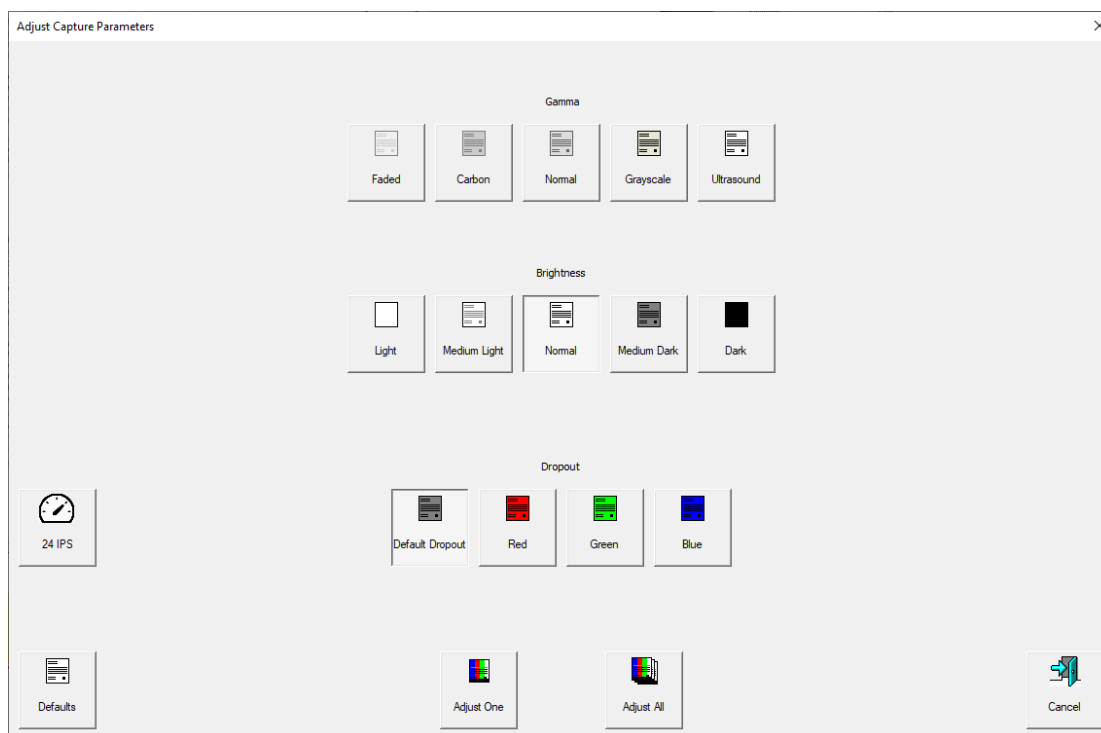 Adjust Capture Parameters
Gamma
Faded Carbon Normal Grayscale Ultrasound
Brightness
Light Medium Light Normal Medium Dark Dark
Dropout
24 IPS Default Dropout Red Green Blue
Defaults Adjust One Adjust All Cancel